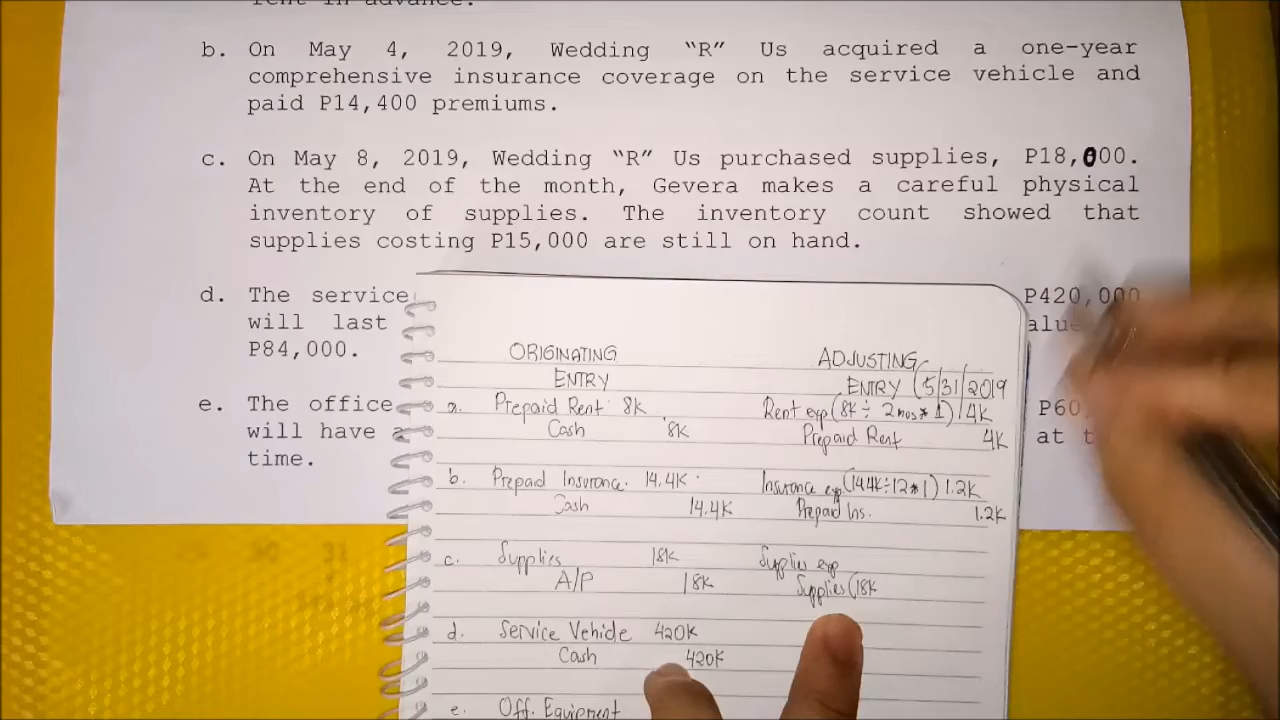 rent in advance.
b. On May 4, 2019, Wedding “R” Us acquired a one-year
comprehensive insurance coverage on the service vehicle and
paid P14,400 premiums.
c. On May 8, 2019, Wedding “R” Us purchased supplies, P18,000.
At the end of the month, Gevera makes a careful physical
inventory of supplies. The inventory count showed that
supplies costing P15,000 are still on hand.
d. The service P420,000
will last
P84,000.
e. The office
will have
time.
at
ORIGINATING
ENTRY
ADJUSTING
ENTRY (5|31|2019
a. Prepaid Rent 8K
Cash 8K
Rent exp (8K ÷ 2mos * 1) 4K
Prepaid Rent 4K
b. Prepaid Insurance 14.4K
Cash 14.4K
Insurance exp (14.4K÷12*1) 1.2K
Prepaid Ins. 1.2K
c. Supplies 18K
A/P 18K
Supplies exp
Supplies (18K
d. Service Vehicle 420K
Cash 420K
e. Off. Equipment